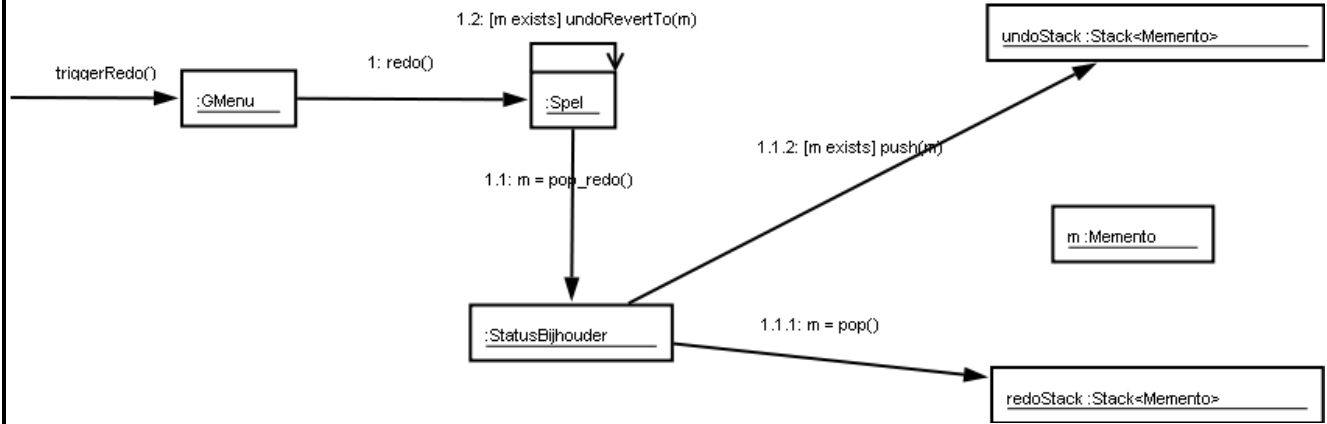 1.2: [m exists] undoRevertTo(m)
undoStack :Stack<Memento>
triggerRedo()
1: redo()
:GMenu
:Spel
1.1.2: [m exists] push(m)
1.1: m = pop_redo()
m :Memento
:StatusBijhouder
1.1.1: m = pop()
redoStack :Stack<Memento>